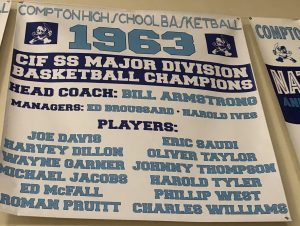 COMPTON HIGH SCHOOL BASKETBALL
1963
CIF SS MAJOR DIVISION
BASKETBALL CHAMPIONS
HEAD COACH: BILL ARMSTRONG
MANAGERS: ED BROUSSARD • HAROLD IVES
PLAYERS:
JOE DAVIS
HARVEY DILLON
WAYNE GARNER
MICHAEL JACOBS
ED MCFALL
ROMAN PRUITT
ERIC SAUDI
OLIVER TAYLOR
JOHNNY THOMPSON
HAROLD TYLER
PHILLIP WEST
CHARLES WILLIAMS
COMPTO
NA
AN